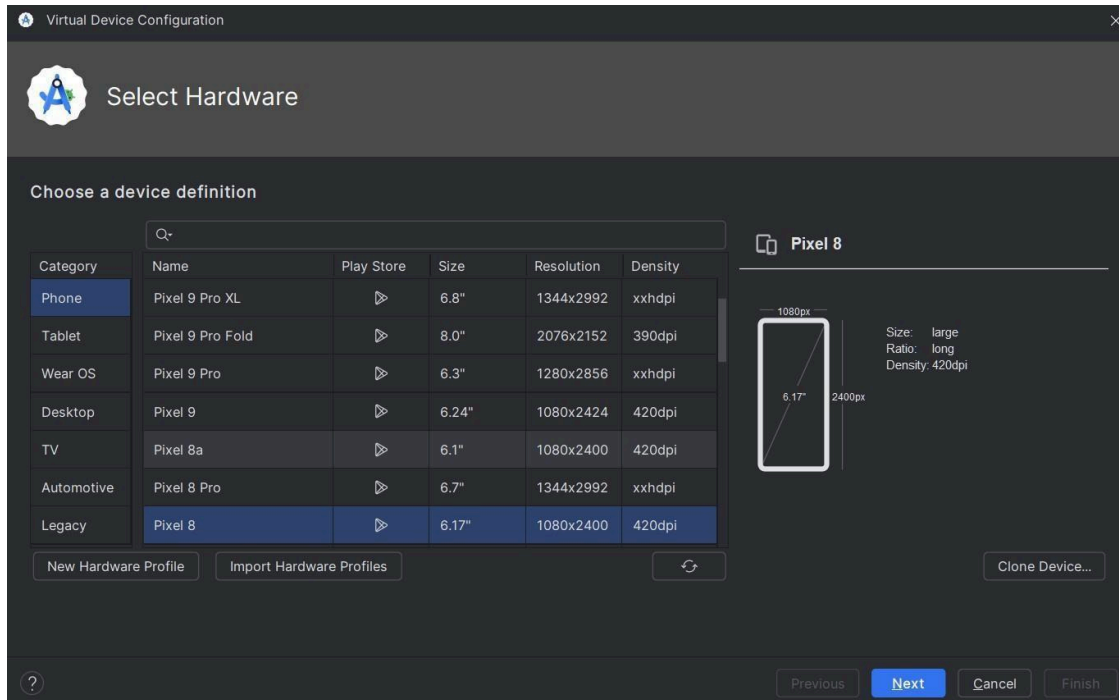 Virtual Device Configuration
Select Hardware
Choose a device definition
Category
Phone
Tablet
Wear OS
Desktop
TV
Automotive
Legacy
Name Play Store Size Resolution Density
Pixel 9 Pro XL 6.8" 1344x2992 xxhdpi
Pixel 9 Pro Fold 8.0" 2076x2152 390dpi
Pixel 9 Pro 6.3" 1280x2856 xxhdpi
Pixel 9 6.24" 1080x2424 420dpi
Pixel 8a 6.1" 1080x2400 420dpi
Pixel 8 Pro 6.7" 1344x2992 xxhdpi
Pixel 8 6.17" 1080x2400 420dpi
Pixel 8
1080px
6.17"
2400px
Size: large
Ratio: long
Density: 420dpi
New Hardware Profile Import Hardware Profiles
Clone Device...
?
Previous Next Cancel Finish